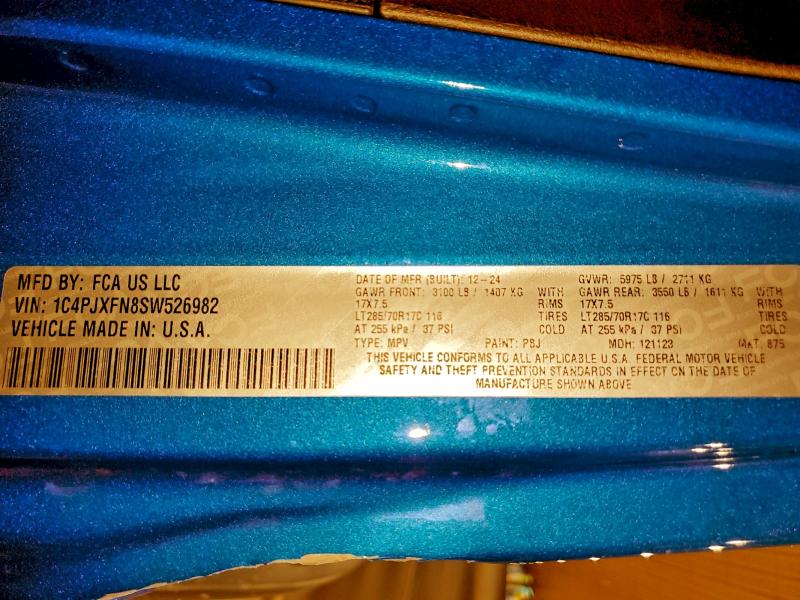 MFD BY: FCA US LLC
VIN: 1C4PJXFN8SW526982
VEHICLE MADE IN: U.S.A.
DATE OF MFR (BUILT): 12-24 GVWR: 5975 LB / 2711 KG
GAWR FRONT: 3100 LB / 1407 KG WITH GAWR REAR: 3550 LB / 1611 KG WITH
17X7.5 RIMS 17X7.5 RIMS
LT285/70R17C 116 TIRES LT285/70R17C 116 TIRES
AT 255 kPa / 37 PSI COLD AT 255 kPa / 37 PSI COLD
TYPE: MPV PAINT: PBJ MDH: 121123 MKT: 875
THIS VEHICLE CONFORMS TO ALL APPLICABLE U.S.A. FEDERAL MOTOR VEHICLE
SAFETY AND THEFT PREVENTION STANDARDS IN EFFECT ON THE DATE OF
MANUFACTURE SHOWN ABOVE